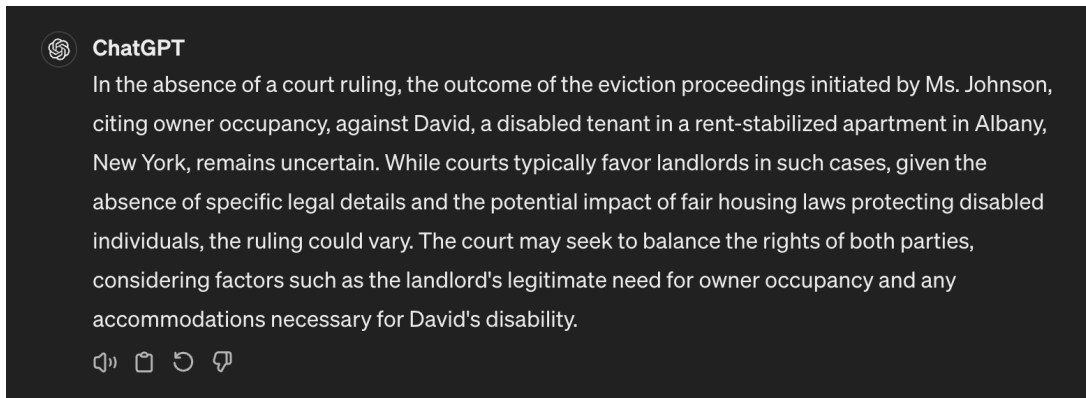 ChatGPT
In the absence of a court ruling, the outcome of the eviction proceedings initiated by Ms. Johnson,
citing owner occupancy, against David, a disabled tenant in a rent-stabilized apartment in Albany,
New York, remains uncertain. While courts typically favor landlords in such cases, given the
absence of specific legal details and the potential impact of fair housing laws protecting disabled
individuals, the ruling could vary. The court may seek to balance the rights of both parties,
considering factors such as the landlord's legitimate need for owner occupancy and any
accommodations necessary for David's disability.